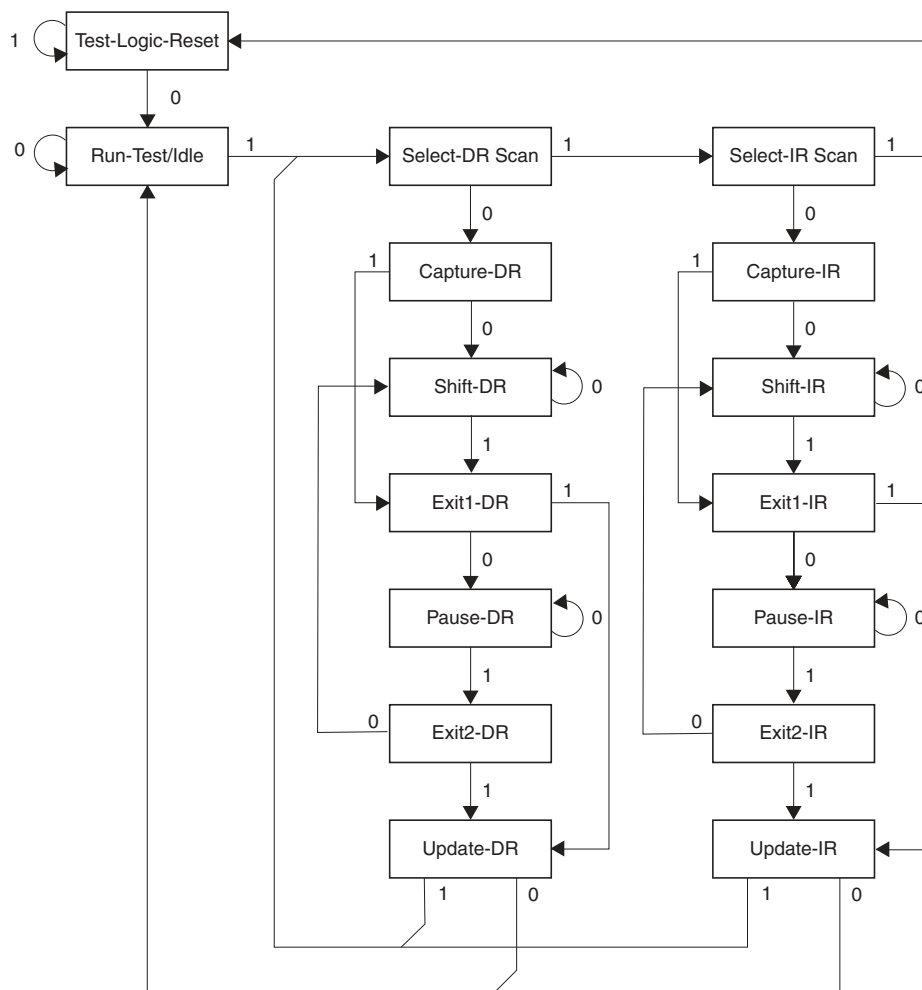 Test-Logic-Reset
1
0
Run-Test/Idle
0
1
Select-DR Scan
1
Select-IR Scan
1
0
0
Capture-DR
1
Capture-IR
1
0
0
Shift-DR
0
Shift-IR
0
1
1
Exit1-DR
1
Exit1-IR
1
0
0
Pause-DR
0
Pause-IR
0
1
1
Exit2-DR
0
Exit2-IR
0
1
1
Update-DR
Update-IR
1
0
1
0